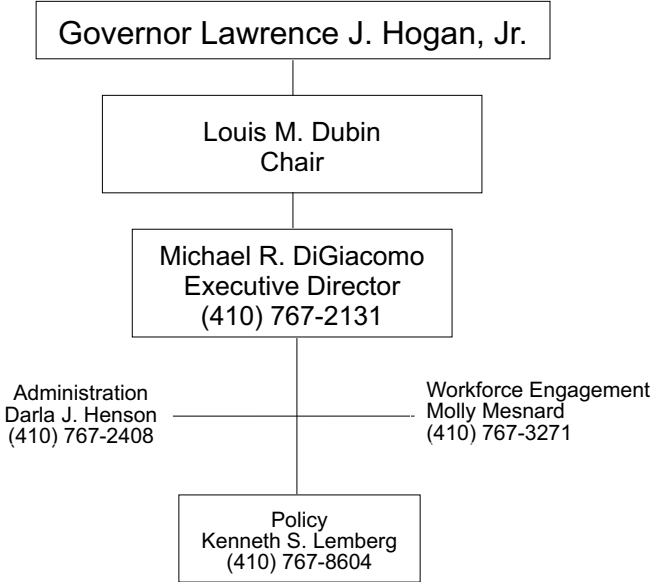 Governor Lawrence J. Hogan, Jr.
Louis M. Dubin
Chair
Michael R. DiGiacomo
Executive Director
(410) 767-2131
Administration
Darla J. Henson
(410) 767-2408
Workforce Engagement
Molly Mesnard
(410) 767-3271
Policy
Kenneth S. Lemberg
(410) 767-8604